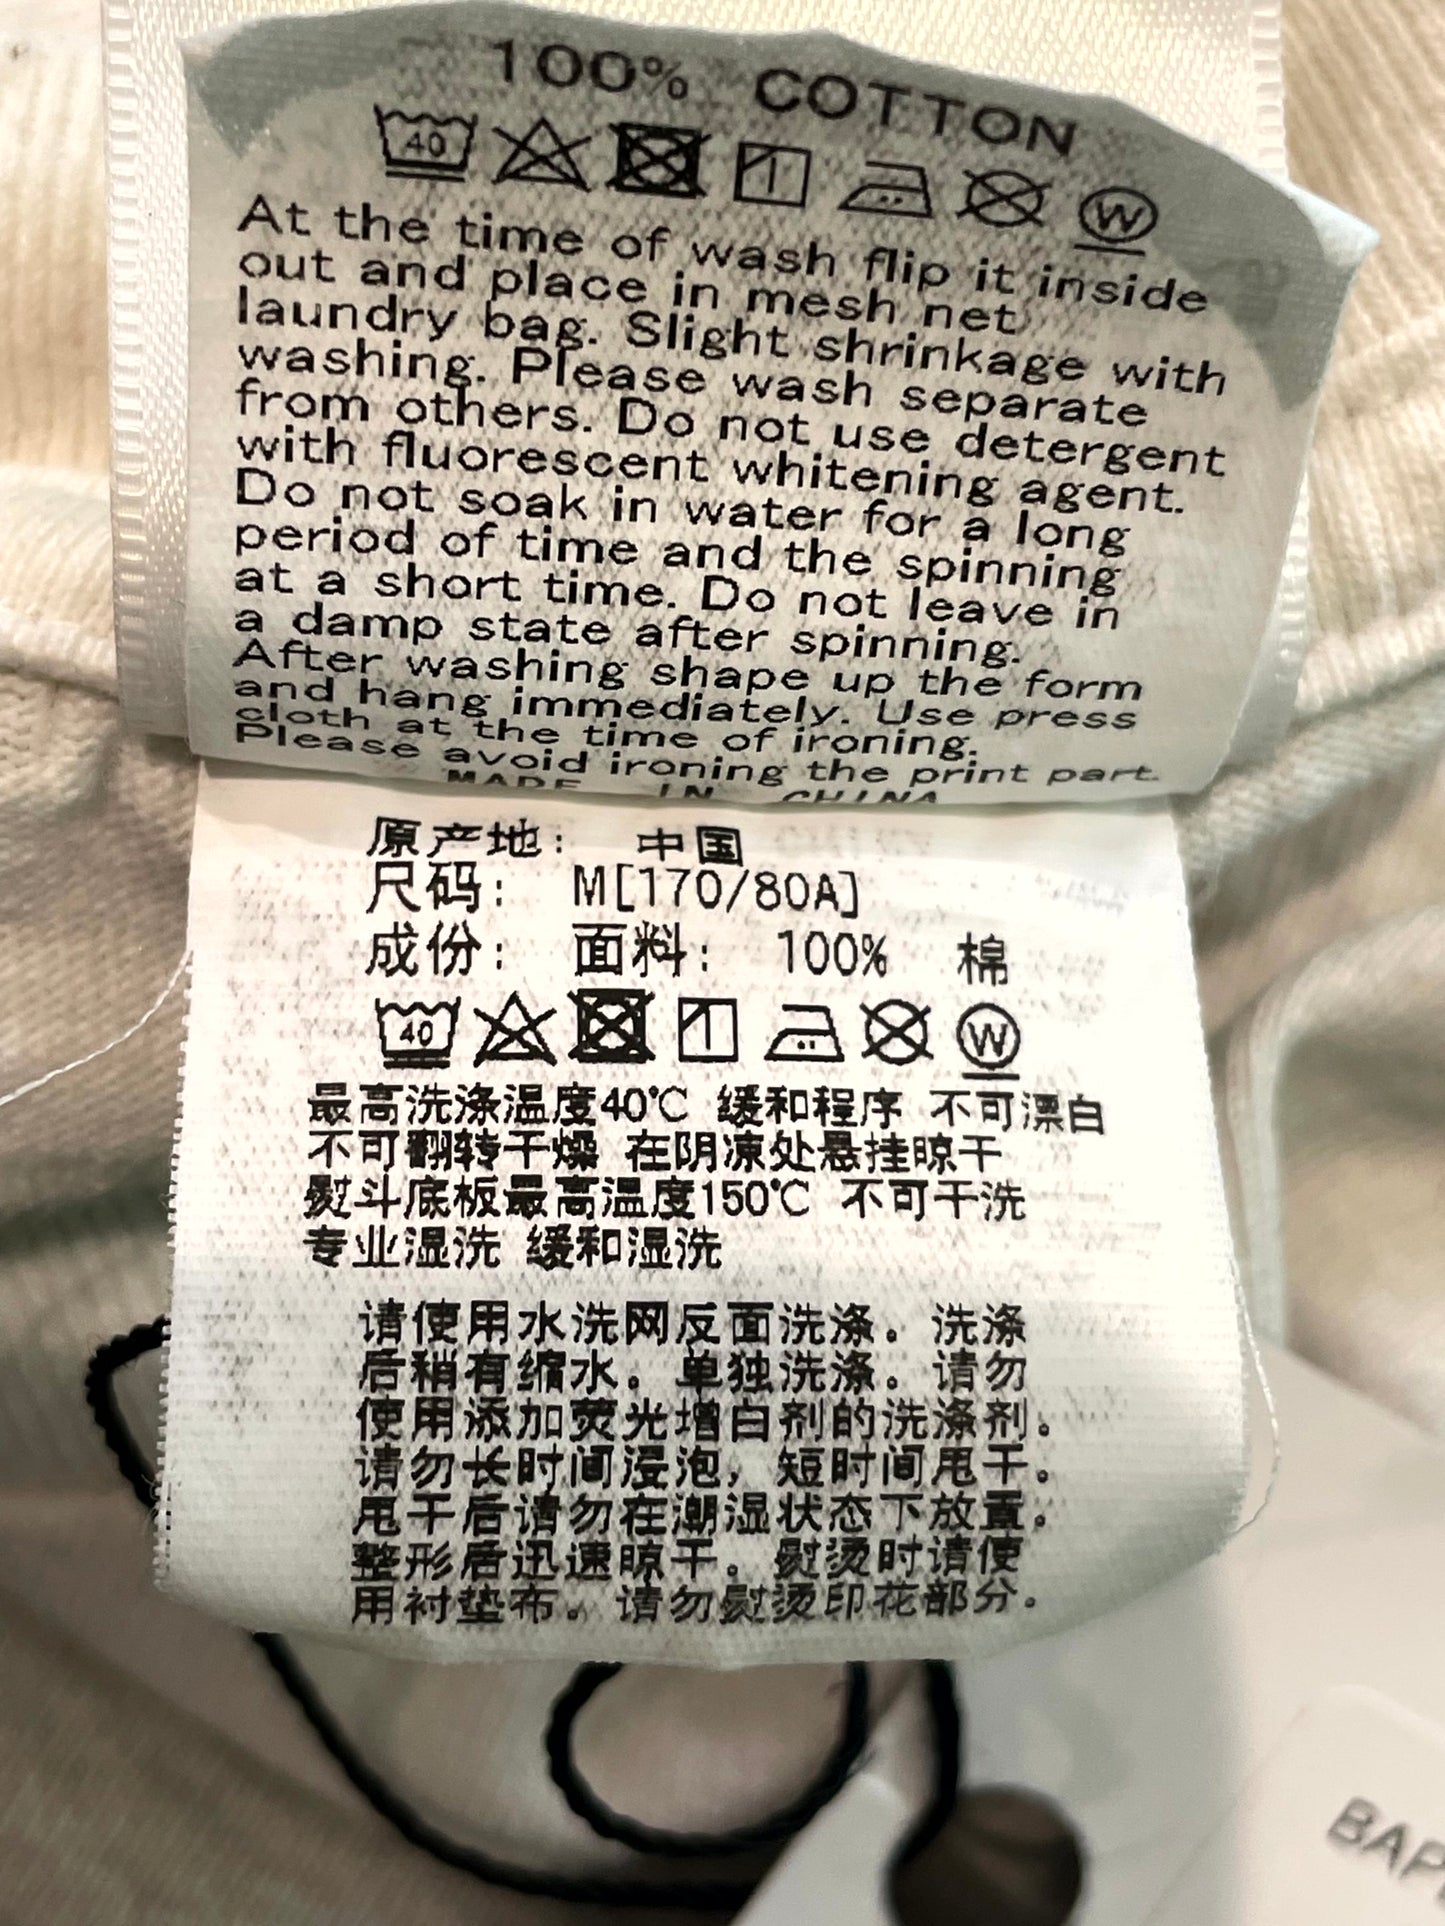 100% COTTON
40
W
At the time of wash flip it inside
out and place in mesh net
laundry bag. Slight shrinkage with
washing. Please wash separate
from others. Do not use detergent
with fluorescent whitening agent.
Do not soak in water for a long
period of time and the spinning
at a short time. Do not leave in
a damp state after spinning.
After washing shape up the form
and hang immediately. Use press
cloth at the time of ironing.
Please avoid ironing the print part.
MADE IN CHINA
原产地: 中国
尺码: M[170/80A]
成份: 面料: 100% 棉
40
W
最高洗涤温度40℃ 缓和程序 不可漂白
不可翻转干燥 在阴凉处悬挂晾干
熨斗底板最高温度150℃ 不可干洗
专业湿洗 缓和湿洗
请使用水洗网反面洗涤。洗涤
后稍有缩水。单独洗涤。请勿
使用添加荧光增白剂的洗涤剂。
请勿长时间浸泡, 短时间甩干。
甩干后请勿在潮湿状态下放置。
整形后迅速晾干。熨烫时请使
用衬垫布。请勿熨烫印花部分.